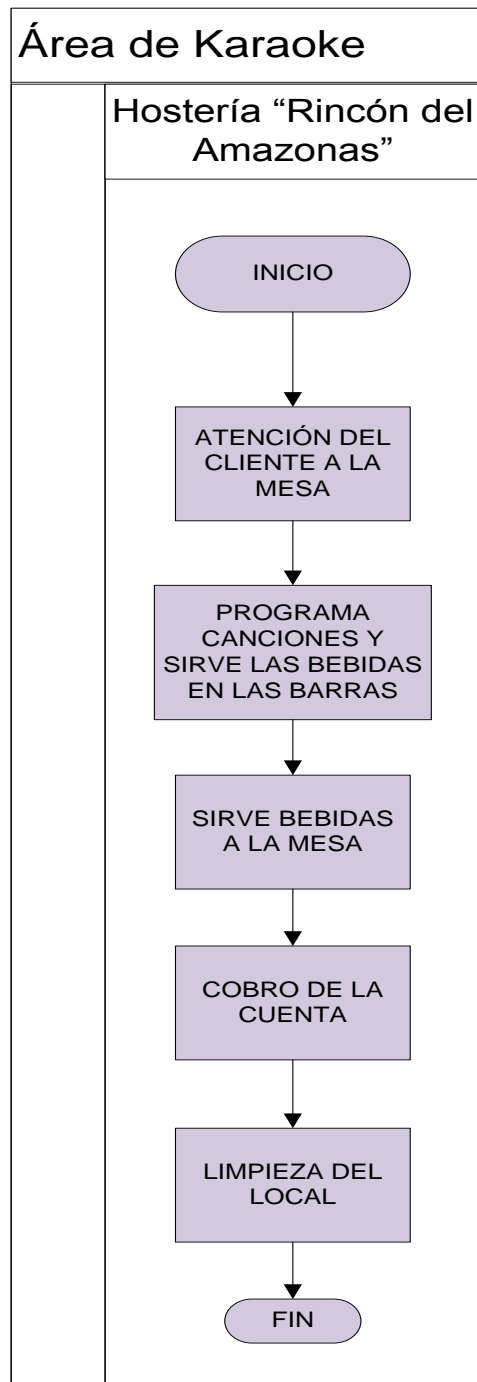 Área de Karaoke
Hostería “Rincón del
Amazonas”
INICIO
ATENCIÓN DEL
CLIENTE A LA
MESA
PROGRAMA
CANCIONES Y
SIRVE LAS BEBIDAS
EN LAS BARRAS
SIRVE BEBIDAS
A LA MESA
COBRO DE LA
CUENTA
LIMPIEZA DEL
LOCAL
FIN